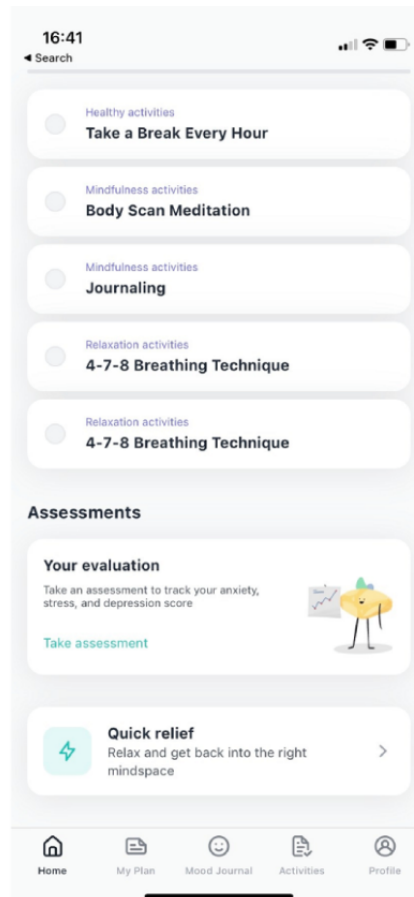 16:41
◀ Search
Healthy activities
Take a Break Every Hour
Mindfulness activities
Body Scan Meditation
Mindfulness activities
Journaling
Relaxation activities
4-7-8 Breathing Technique
Relaxation activities
4-7-8 Breathing Technique
Assessments
Your evaluation
Take an assessment to track your anxiety,
stress, and depression score
Take assessment
Quick relief
Relax and get back into the right
mindspace
Home
My Plan
Mood Journal
Activities
Profile